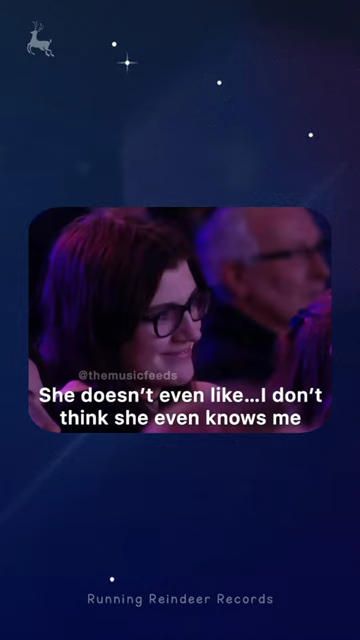 @themusicfeeds
She doesn't even like...I don't
think she even knows me
Running Reindeer Records